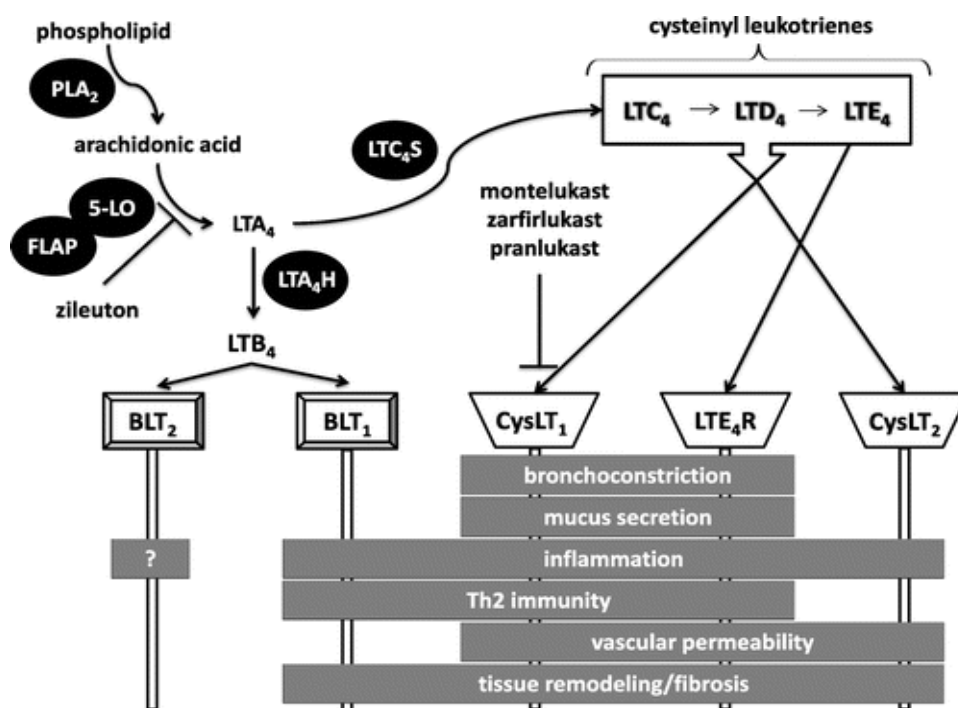 phospholipid
cysteinyl leukotrienes
PLA₂
LTC₄ → LTD₄ → LTE₄
arachidonic acid
LTC₄S
5-LO
montelukast
zarfirlukast
pranlukast
LTA₄
FLAP
LTA₄H
zileuton
LTB₄
BLT₂
BLT₁
CysLT₁
LTE₄R
CysLT₂
bronchoconstriction
mucus secretion
?
inflammation
Th2 immunity
vascular permeability
tissue remodeling/fibrosis